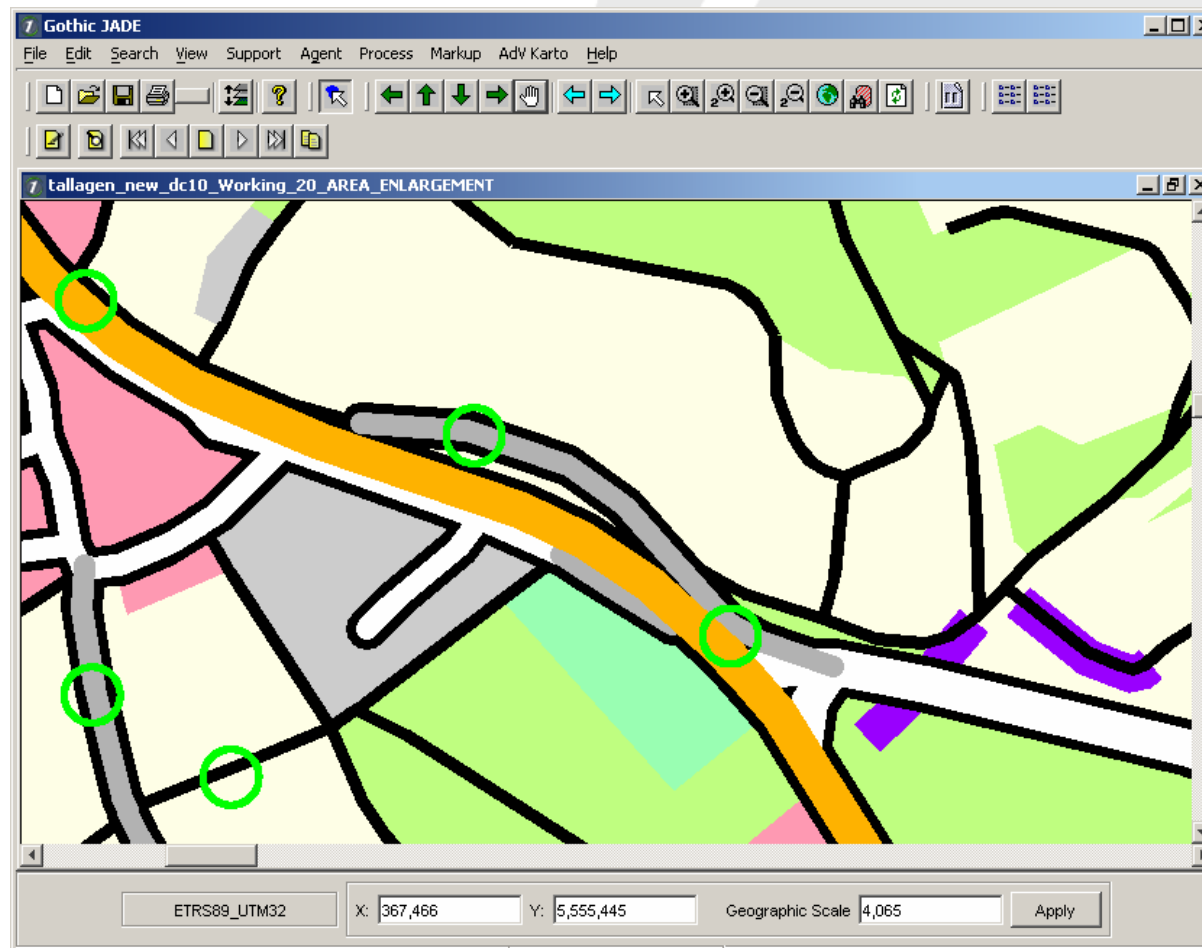 Gothic JADE
File Edit Search View Support Agent Process Markup AdV Karto Help
tallagen_new_dc10_Working_20_AREA_ENLARGEMENT
ETRS89_UTM32 X: 367,466 Y: 5,555,445 Geographic Scale 4,065 Apply